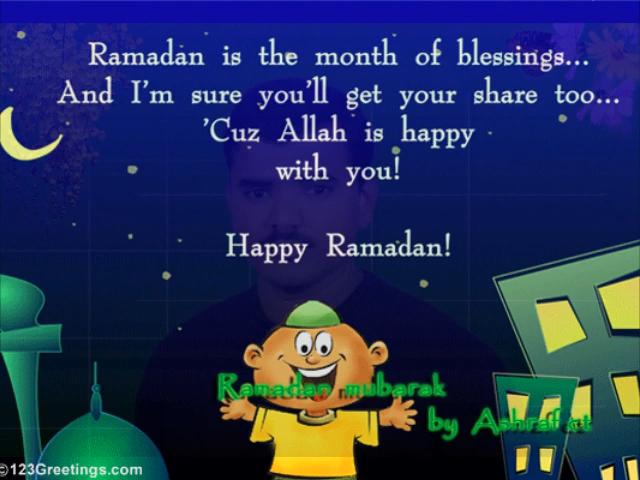 Ramadan is the month of blessings...
And I'm sure you'll get your share too...
'Cuz Allah is happy
with you!
Happy Ramadan!
Ramadan mubarak
by Ashraf.ct
©123Greetings.com